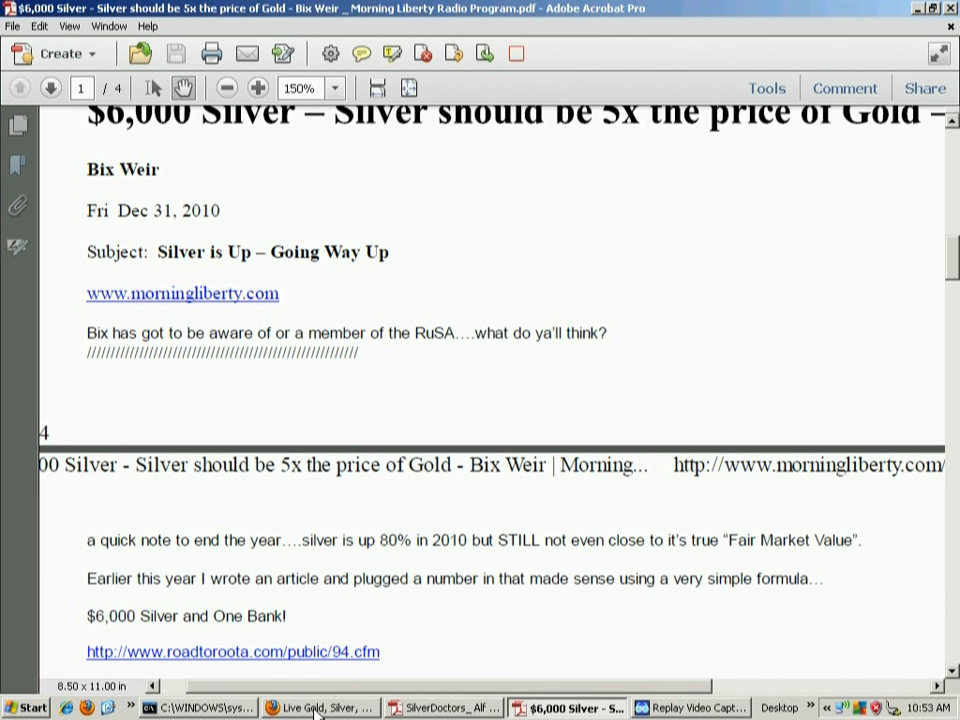 $6,000 Silver - Silver should be 5x the price of Gold - Bix Weir _ Morning Liberty Radio Program.pdf - Adobe Acrobat Pro
File Edit View Window Help
Create
1 / 4 150% Tools Comment Share
$6,000 Silver – Silver should be 5x the price of Gold –
Bix Weir
Fri Dec 31, 2010
Subject: Silver is Up – Going Way Up
www.morningliberty.com
Bix has got to be aware of or a member of the RuSA….what do ya'll think?
/////////////////////////////////////////////////////////
4
00 Silver - Silver should be 5x the price of Gold - Bix Weir | Morning... http://www.morningliberty.com/
a quick note to end the year….silver is up 80% in 2010 but STILL not even close to it's true “Fair Market Value”.
Earlier this year I wrote an article and plugged a number in that made sense using a very simple formula…
$6,000 Silver and One Bank!
http://www.roadtoroota.com/public/94.cfm
8.50 x 11.00 in
Start » C:\WINDOWS\sys... Live Gold, Silver, ... SilverDoctors_ Alf ... $6,000 Silver - S... Replay Video Capt... Desktop » « 10:53 AM